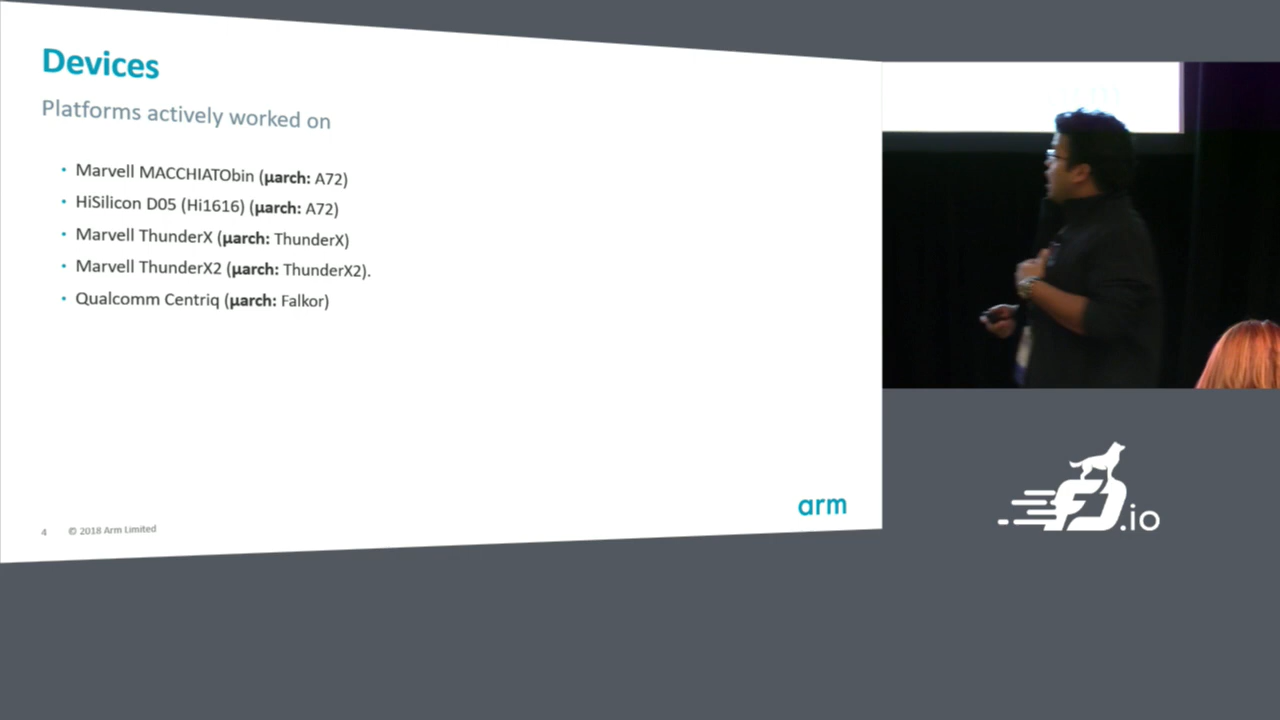 Devices
Platforms actively worked on
• Marvell MACCHIATObin (µarch: A72)
• HiSilicon D05 (Hi1616) (µarch: A72)
• Marvell ThunderX (µarch: ThunderX)
• Marvell ThunderX2 (µarch: ThunderX2).
• Qualcomm Centriq (µarch: Falkor)
arm
4 © 2018 Arm Limited
FD.io